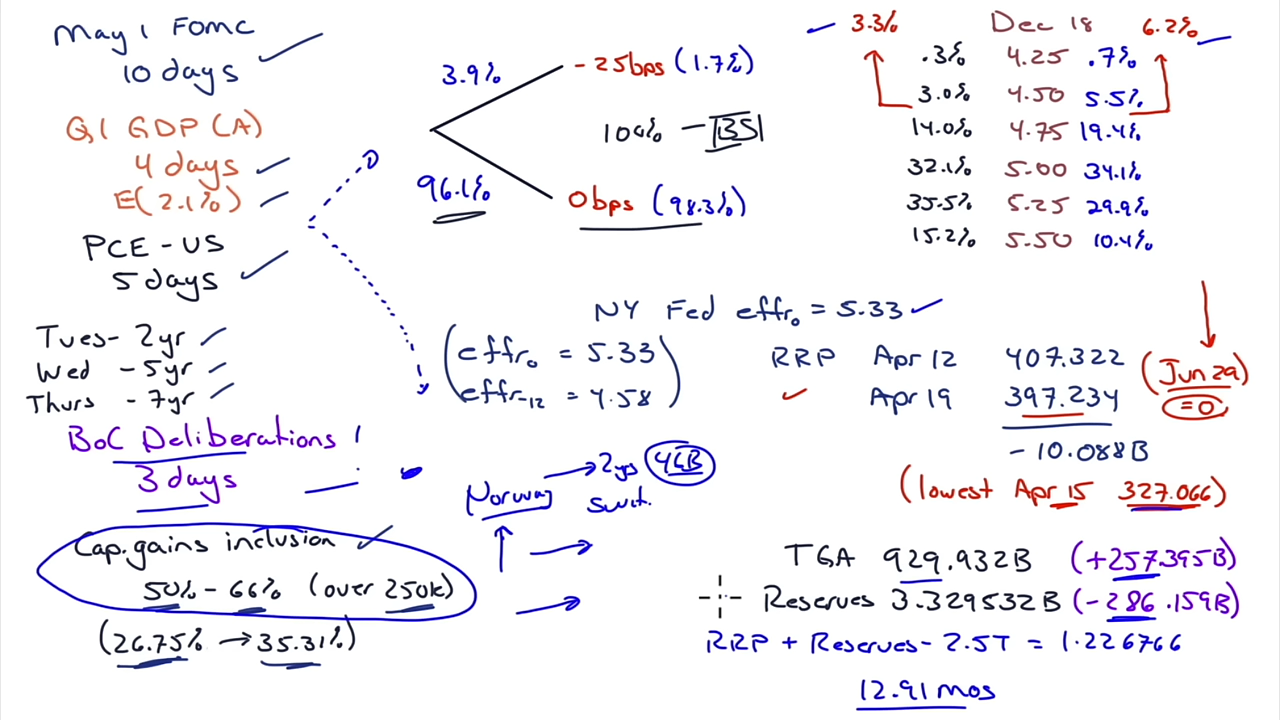 May 1 FOMC
10 days
Q1 GDP (A)
4 days
E(2.1%)
PCE - US
5 days
Tues - 2yr
Wed - 5yr
Thurs - 7yr
BoC Deliberations
3 days
Cap. gains inclusion
50% - 66% (over 250k)
(26.75% → 35.31%)
3.9%
-25bps (1.7%)
100% - |35|
96.1%
0bps (98.3%)
3.3% Dec 18 6.2%
.3% 4.25 .7%
3.0% 4.50 5.5%
14.0% 4.75 19.4%
32.1% 5.00 34.1%
35.5% 5.25 29.9%
15.2% 5.50 10.4%
NY Fed effr₀ = 5.33
(effr₀ = 5.33
effr₋₁₂ = 4.58)
RRP Apr 12 407.322
Apr 19 397.234
(Jun 29)
=0
-10.088B
(lowest Apr 15 327.066)
Norway → 2yrs
TGA 929.932B (+257.395B)
Reserves 3.329532B (-286.159B)
RRP + Reserves - 2.5T = 1.226766
12.91 mos